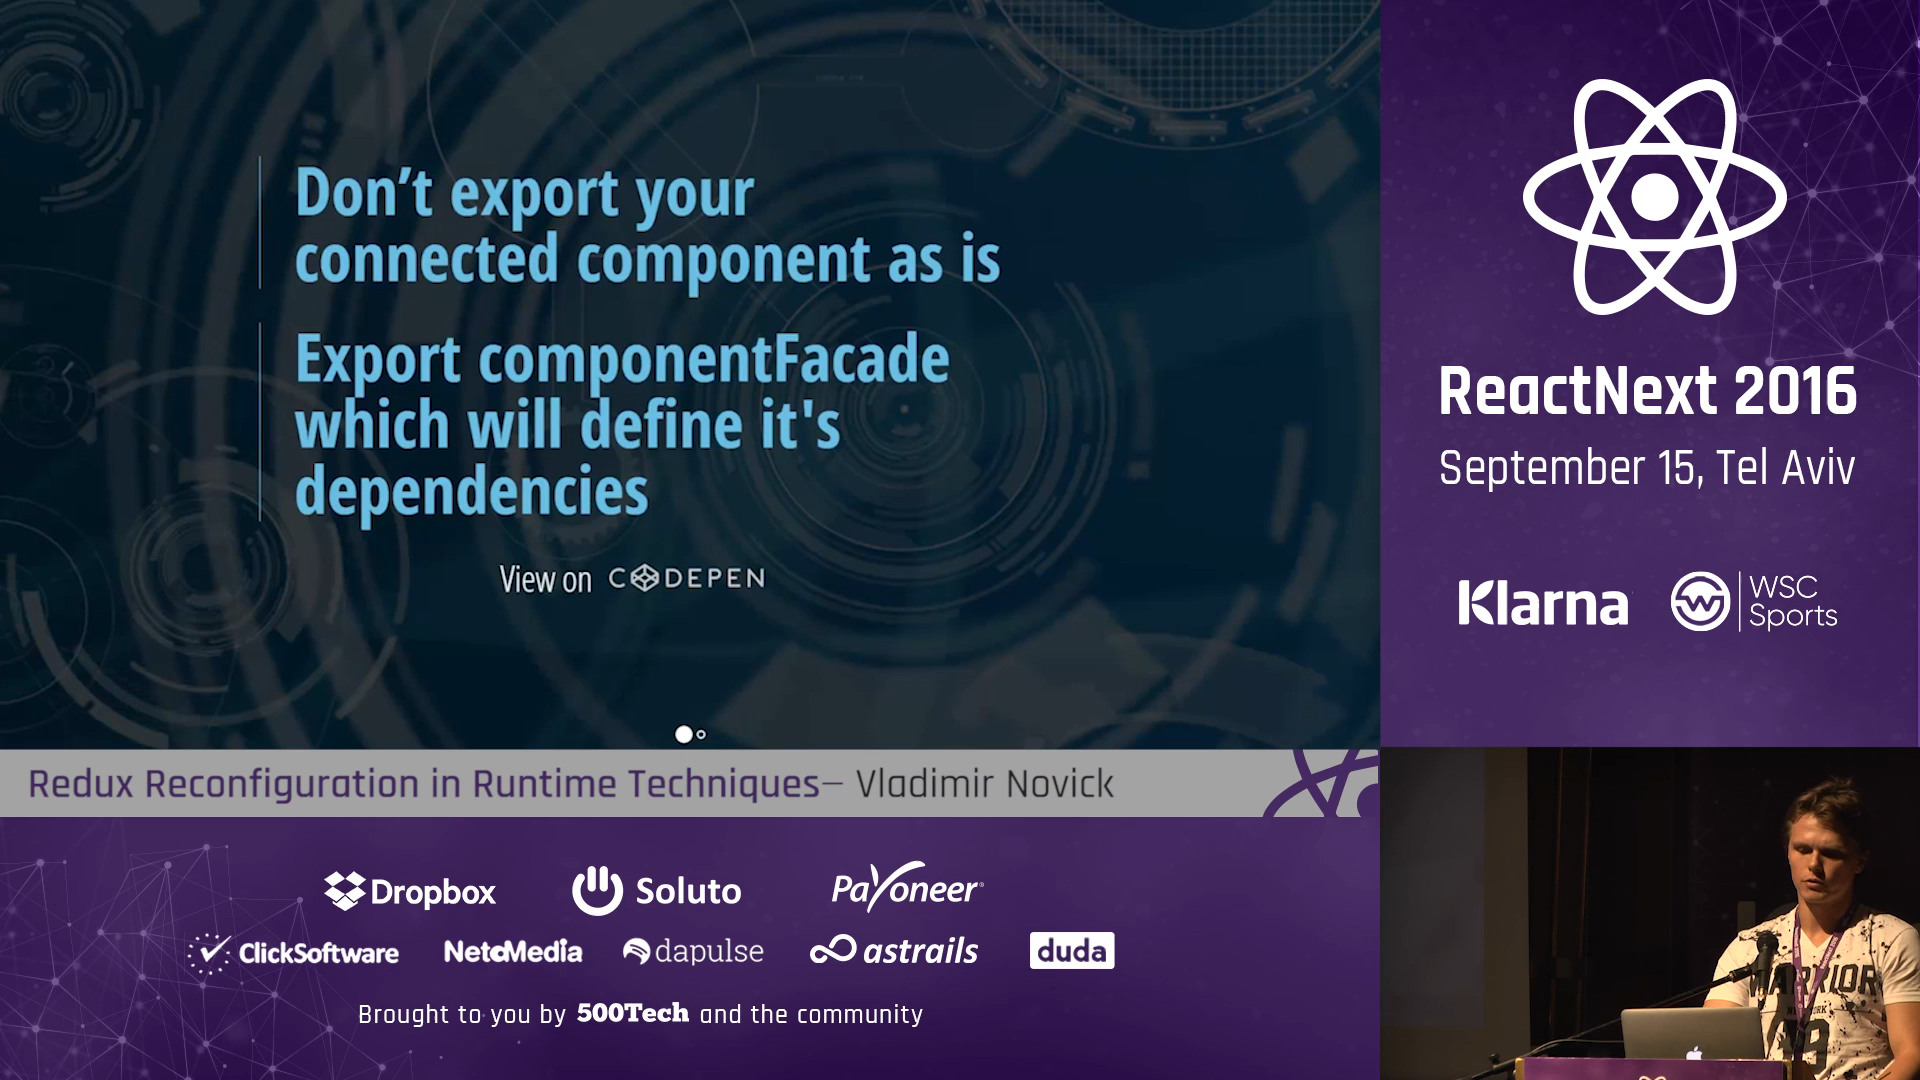 Don’t export your
connected component as is
Export componentFacade
which will define it's
dependencies
View on CODEPEN
Redux Reconfiguration in Runtime Techniques– Vladimir Novick
Dropbox
Soluto
Payoneer
ClickSoftware
NetoMedia
dapulse
astrails
duda
Brought to you by 500Tech and the community
ReactNext 2016
September 15, Tel Aviv
Klarna
WSC
Sports
WARRIOR